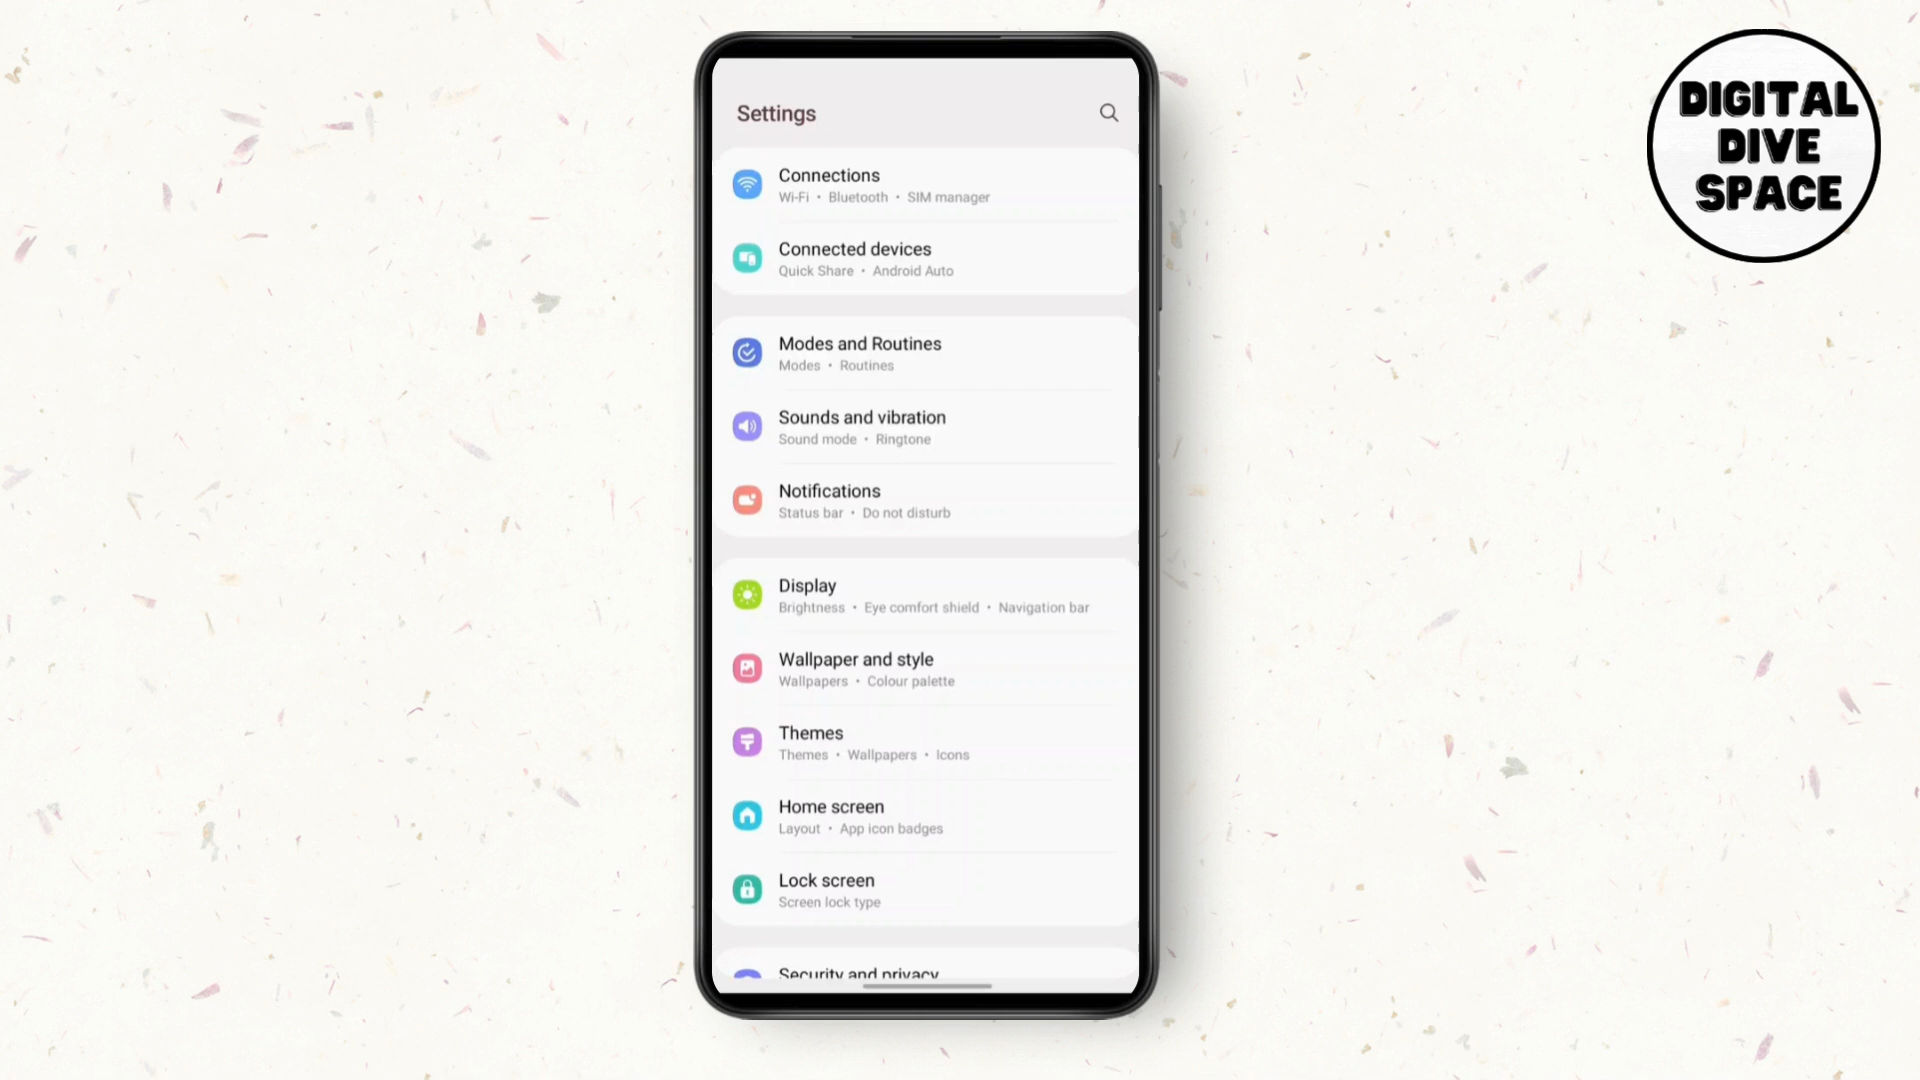 Settings
Connections
Wi-Fi • Bluetooth • SIM manager
Connected devices
Quick Share • Android Auto
Modes and Routines
Modes • Routines
Sounds and vibration
Sound mode • Ringtone
Notifications
Status bar • Do not disturb
Display
Brightness • Eye comfort shield • Navigation bar
Wallpaper and style
Wallpapers • Colour palette
Themes
Themes • Wallpapers • Icons
Home screen
Layout • App icon badges
Lock screen
Screen lock type
Security and privacy
DIGITAL
DIVE
SPACE